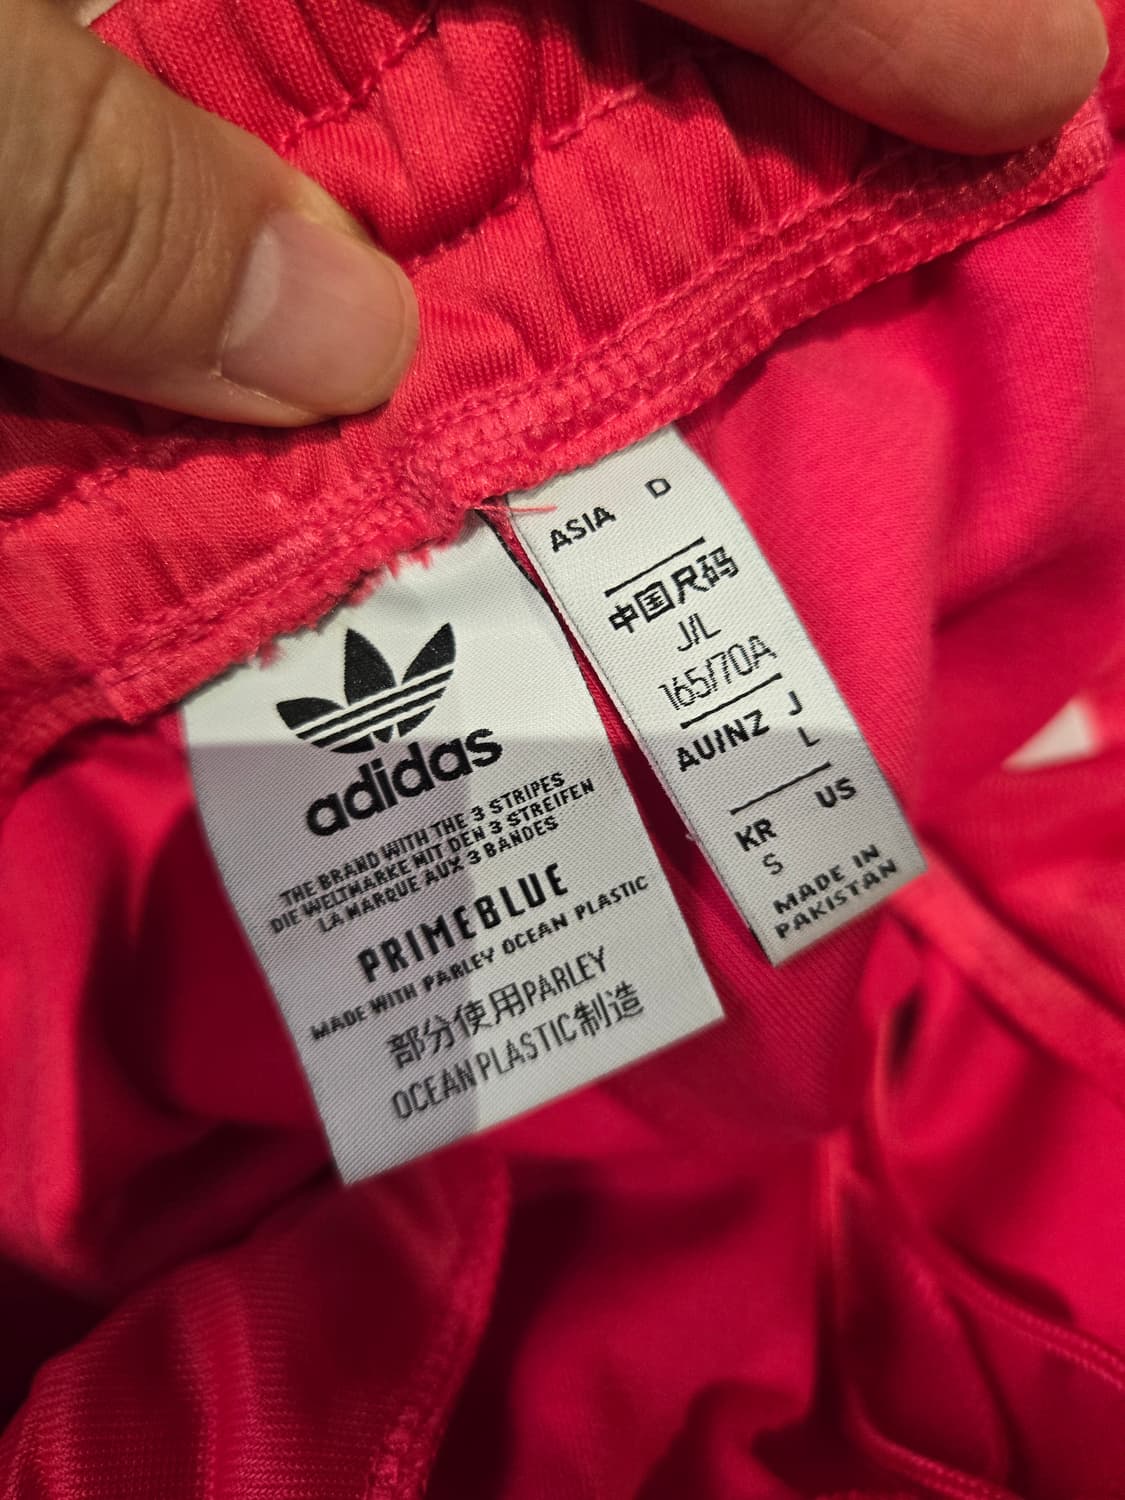 adidas
THE BRAND WITH THE 3 STRIPES
DIE WELTMARKE MIT DEN 3 STREIFEN
LA MARQUE AUX 3 BANDES
PRIMEBLUE
MADE WITH PARLEY OCEAN PLASTIC
部分使用PARLEY
OCEAN PLASTIC制造
ASIA D
中国尺码
J/L
165/70A
AU/NZ J
L
KR US
S
MADE IN
PAKISTAN